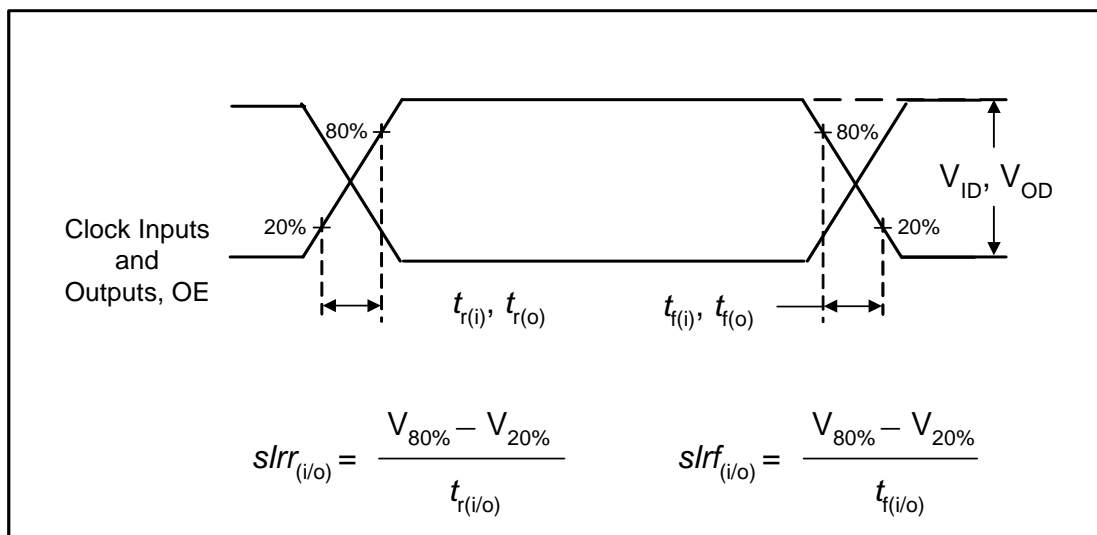 80%
80%
V_ID, V_OD
20%
20%
Clock Inputs
and
Outputs, OE
t_r(i), t_r(o)
t_f(i), t_f(o)
slrr_(i/o) = (V_80% – V_20%) / t_r(i/o)
slrf_(i/o) = (V_80% – V_20%) / t_f(i/o)